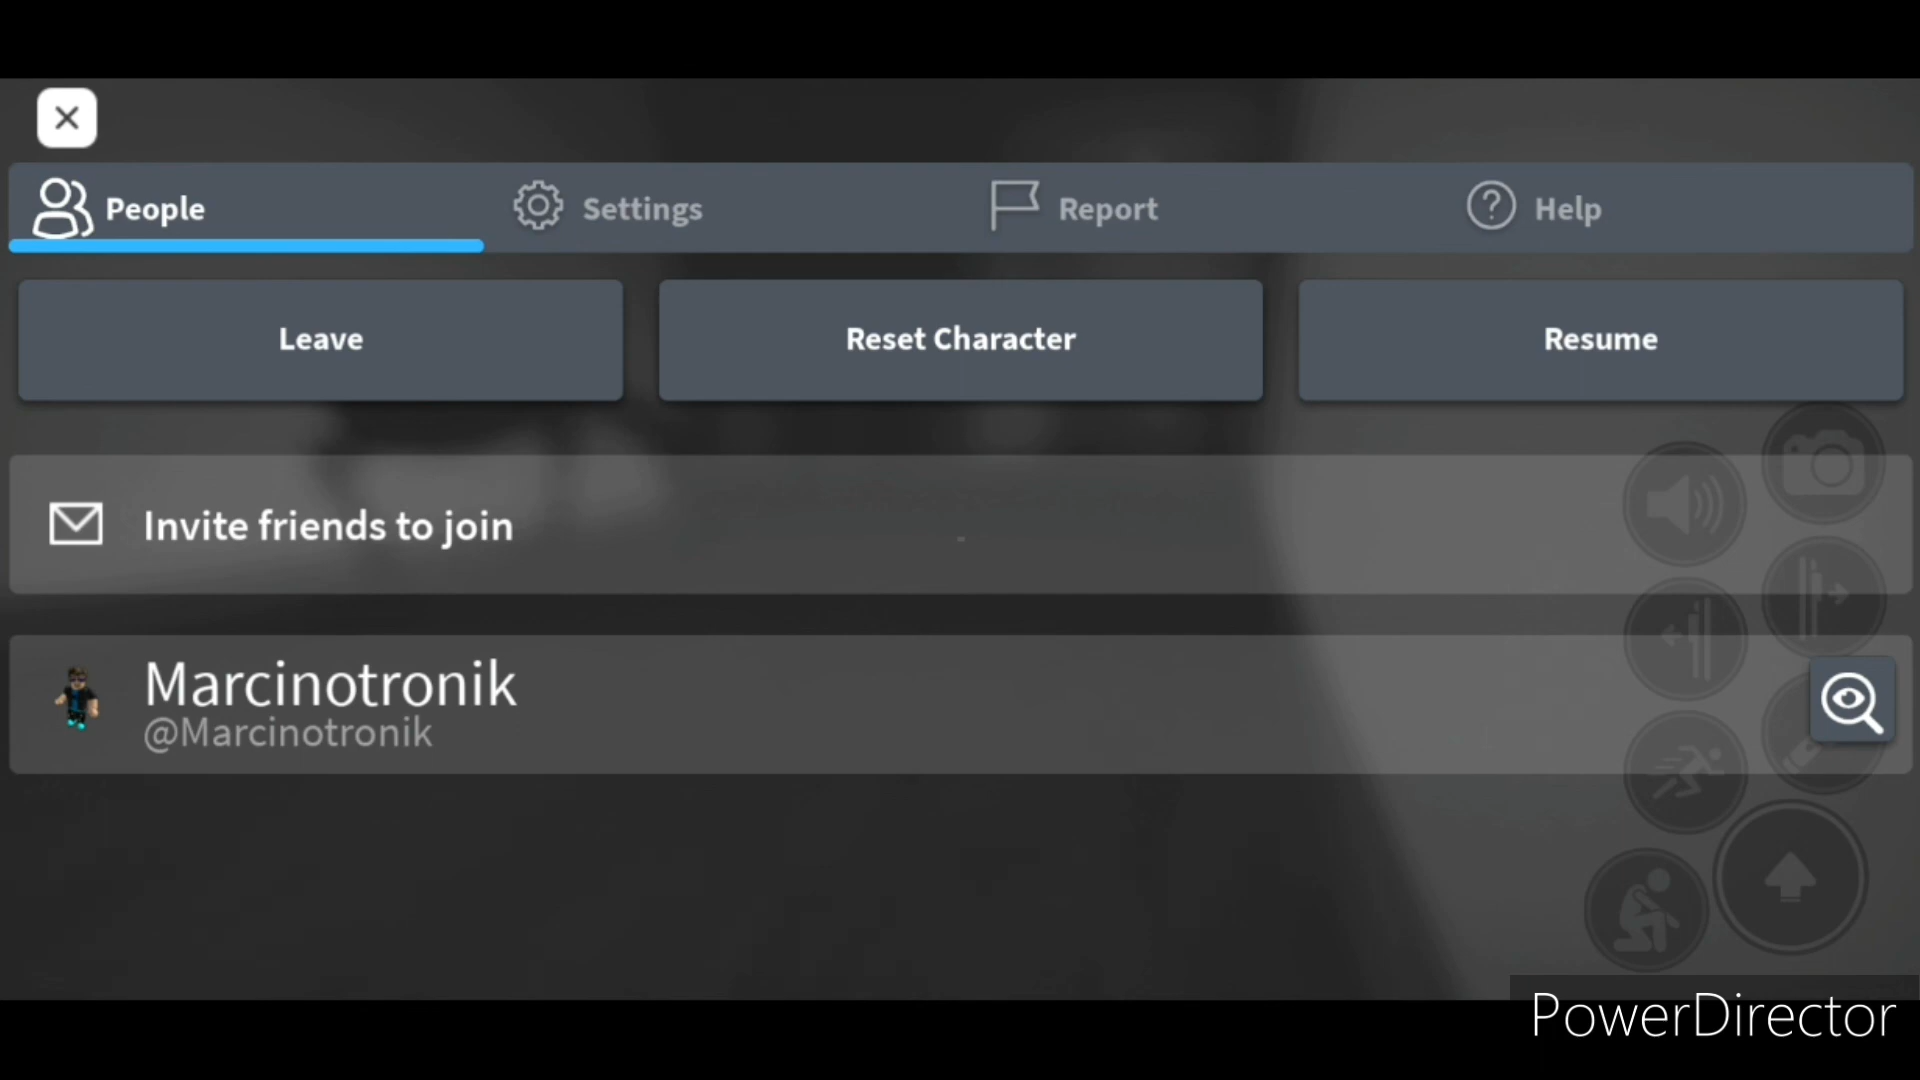 People
Settings
Report
Help
Leave
Reset Character
Resume
Invite friends to join
Marcinotronik
@Marcinotronik
PowerDirector